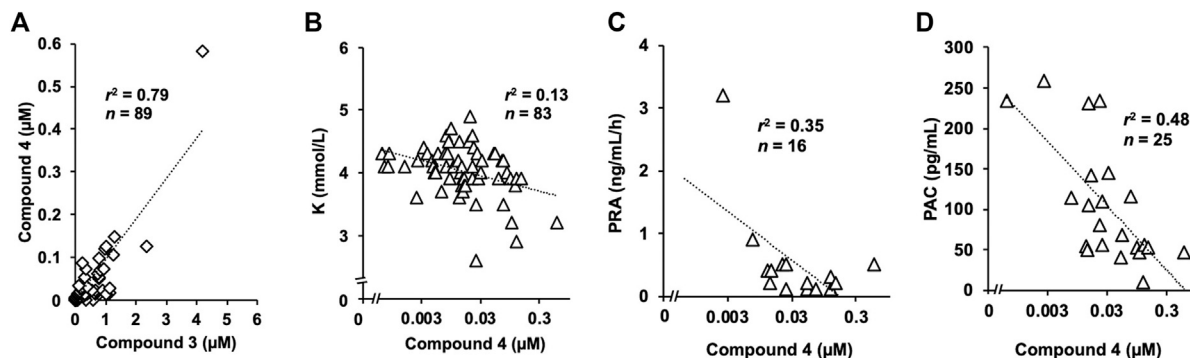 A
Compound 4 (µM)
0.6
0.5
0.4
0.3
0.2
0.1
0
r² = 0.79
n = 89
0 1 2 3 4 5 6
Compound 3 (µM)
B
K (mmol/L)
6
5
4
3
0
r² = 0.13
n = 83
0 0.003 0.03 0.3
Compound 4 (µM)
C
PRA (ng/mL/h)
4
3
2
1
0
r² = 0.35
n = 16
0 0.003 0.03 0.3
Compound 4 (µM)
D
PAC (pg/mL)
300
250
200
150
100
50
0
r² = 0.48
n = 25
0 0.003 0.03 0.3
Compound 4 (µM)